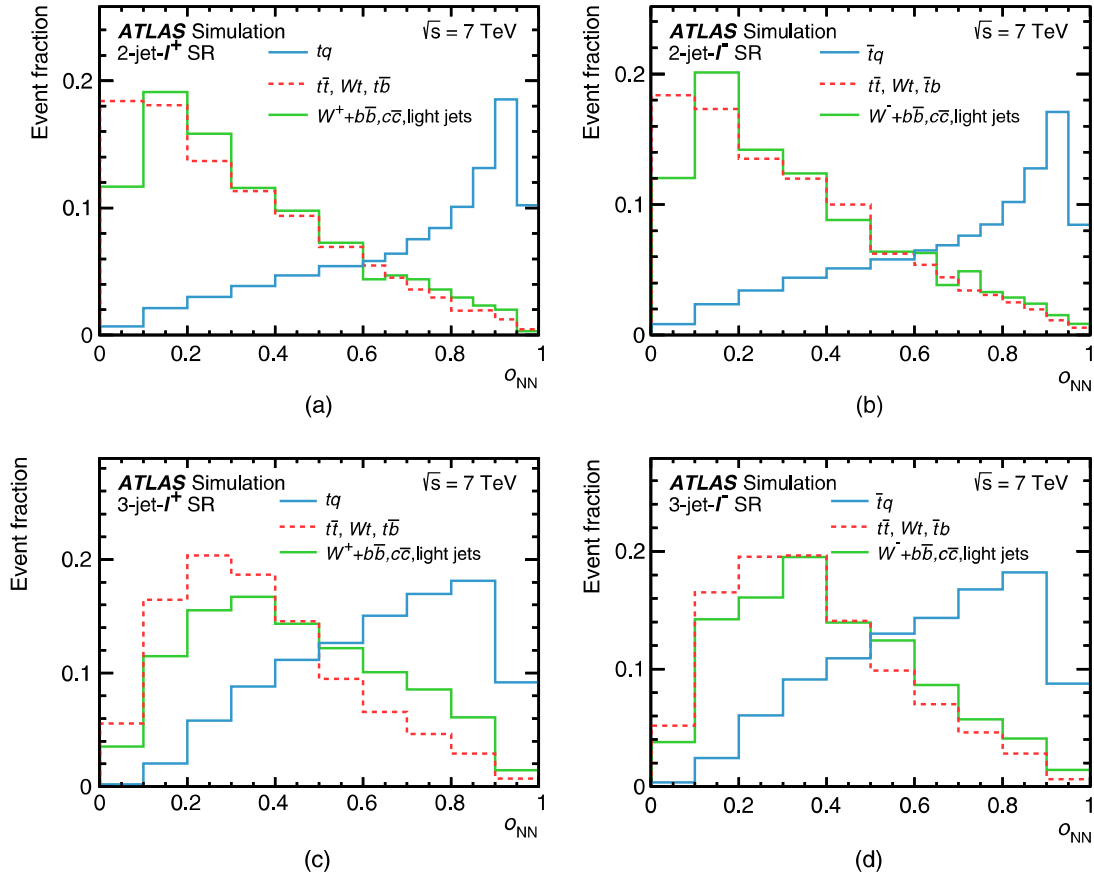 ATLAS Simulation √s = 7 TeV
2-jet-l⁺ SR
tq
tt̄, Wt, tb̄
W⁺+bb̄,cc̄,light jets
Event fraction
0.2
0.1
0
0 0.2 0.4 0.6 0.8 1
oNN
(a)
ATLAS Simulation √s = 7 TeV
2-jet-l⁻ SR
t̄q
tt̄, Wt, t̄b
W⁻+bb̄,cc̄,light jets
Event fraction
0.2
0.1
0
0 0.2 0.4 0.6 0.8 1
oNN
(b)
ATLAS Simulation √s = 7 TeV
3-jet-l⁺ SR
tq
tt̄, Wt, tb̄
W⁺+bb̄,cc̄,light jets
Event fraction
0.2
0.1
0
0 0.2 0.4 0.6 0.8 1
oNN
(c)
ATLAS Simulation √s = 7 TeV
3-jet-l⁻ SR
t̄q
tt̄, Wt, t̄b
W⁻+bb̄,cc̄,light jets
Event fraction
0.2
0.1
0
0 0.2 0.4 0.6 0.8 1
oNN
(d)